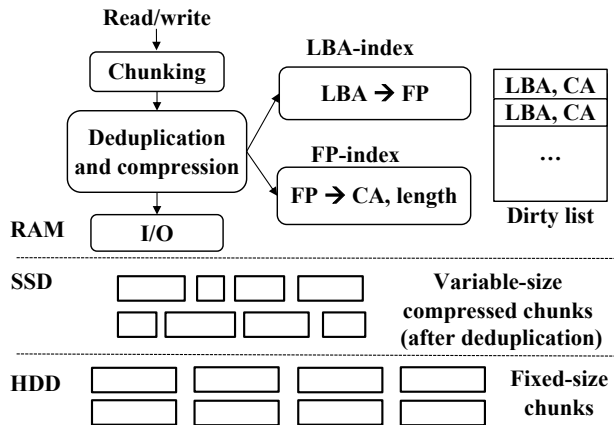 Read/write
LBA-index
Chunking
LBA → FP
LBA, CA
LBA, CA
Deduplication
and compression
FP-index
...
FP → CA, length
Dirty list
RAM
I/O
SSD
Variable-size
compressed chunks
(after deduplication)
HDD
Fixed-size
chunks